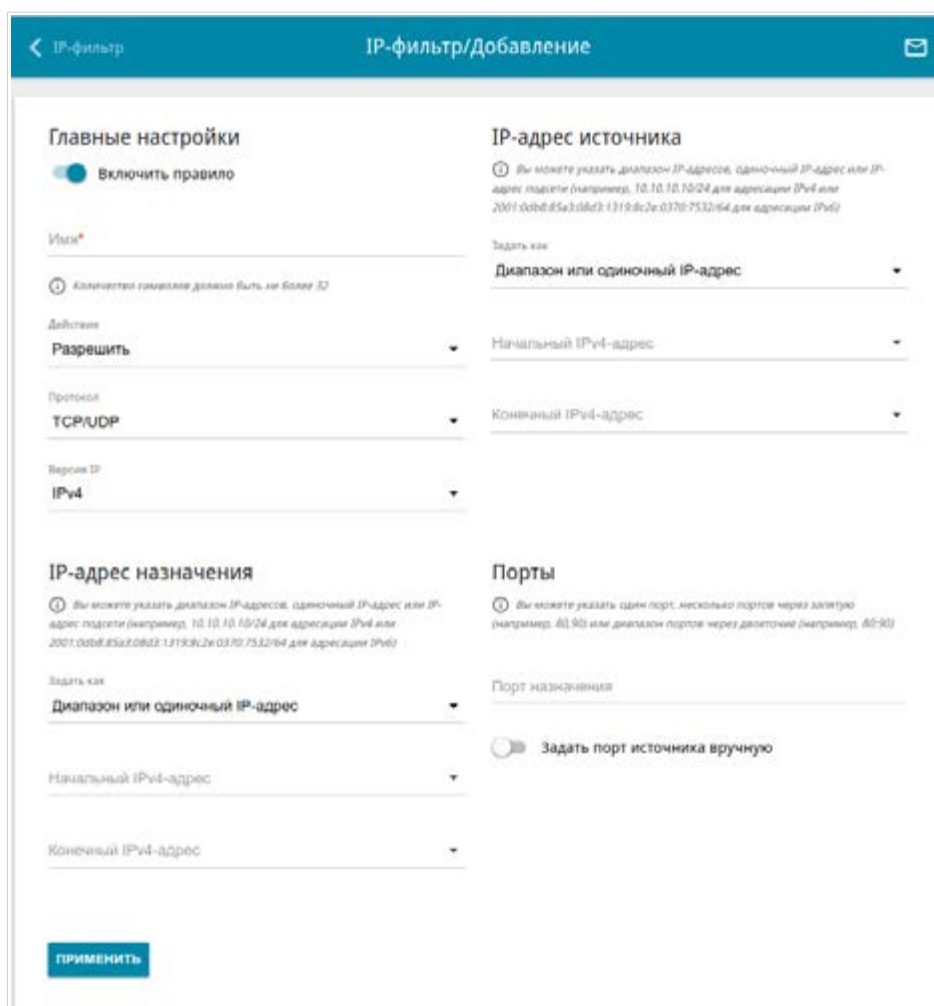 IP-фильтр
IP-фильтр/Добавление
Главные настройки
Включить правило
Имя*
Количество символов должно быть не более 32
Действие
Разрешить
Протокол
TCP/UDP
Версия IP
IPv4
IP-адрес источника
Вы можете указать диапазон IP-адресов, одиночный IP-адрес или IP-
адрес подсети (например, 10.10.10.10/24 для адресации IPv4 или
2001:0db8:85a3:08d3:1319:8c2e:0370:7532/64 для адресации IPv6)
Задать как
Диапазон или одиночный IP-адрес
Начальный IPv4-адрес
Конечный IPv4-адрес
IP-адрес назначения
Вы можете указать диапазон IP-адресов, одиночный IP-адрес или IP-
адрес подсети (например, 10.10.10.10/24 для адресации IPv4 или
2001:0db8:85a3:08d3:1319:8c2e:0370:7532/64 для адресации IPv6)
Задать как
Диапазон или одиночный IP-адрес
Начальный IPv4-адрес
Конечный IPv4-адрес
Порты
Вы можете указать один порт, несколько портов через запятую
(например, 80,90) или диапазон портов через двоеточие (например, 80:90)
Порт назначения
Задать порт источника вручную
ПРИМЕНИТЬ